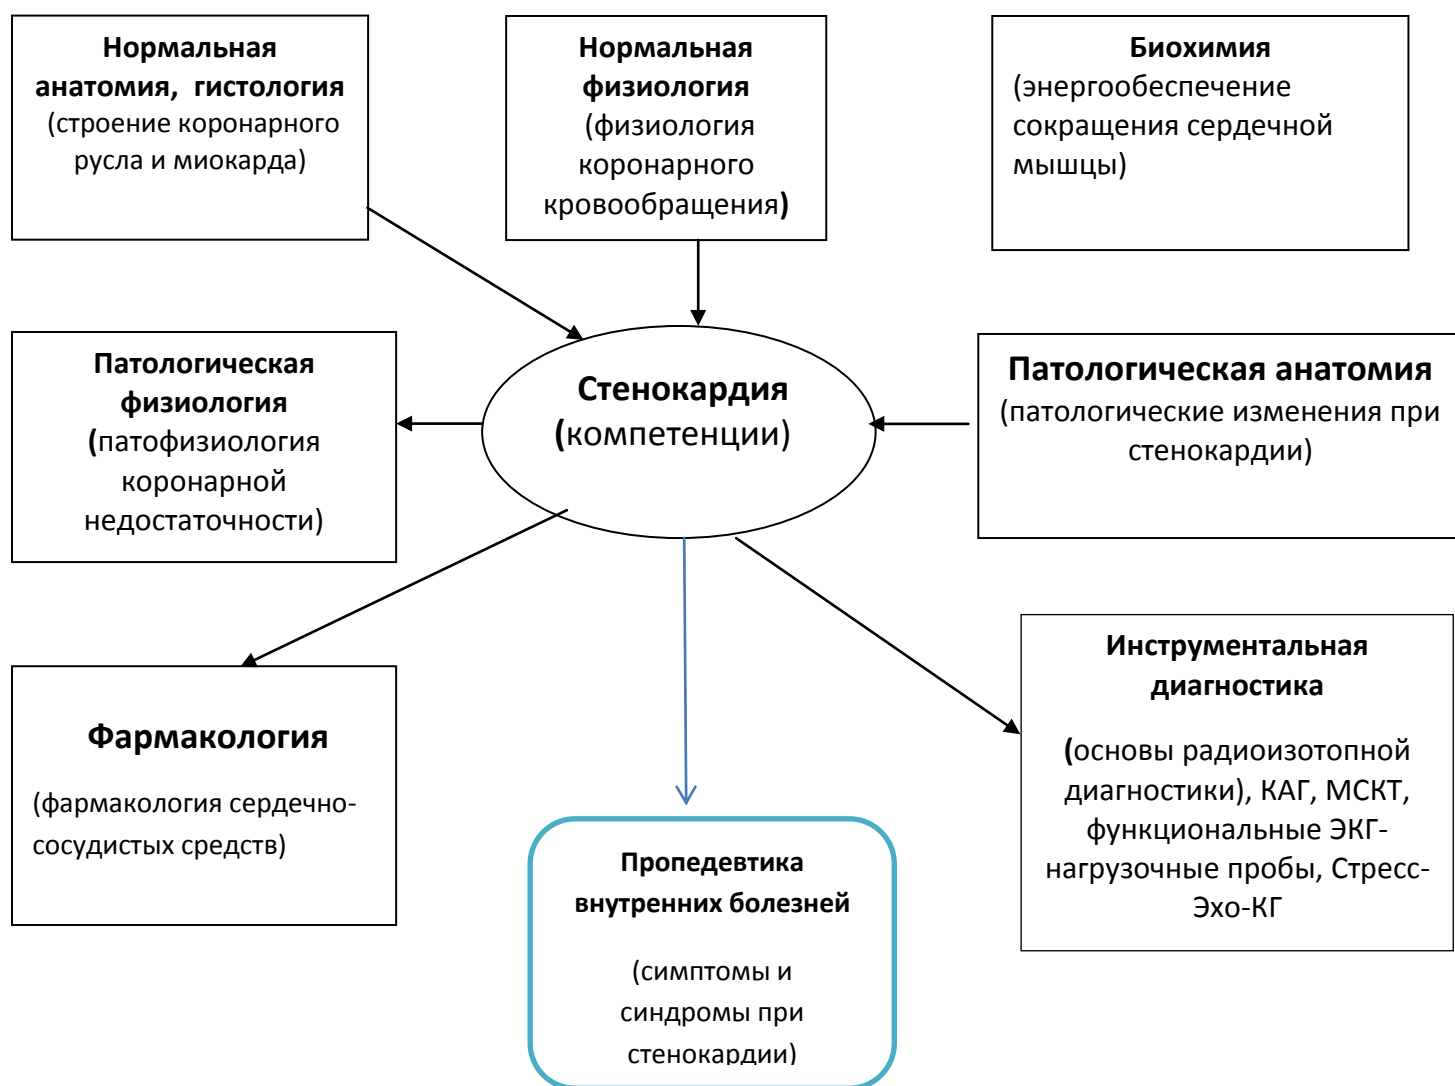 Нормальная
анатомия, гистология
(строение коронарного
русла и миокарда)
Нормальная
физиология
(физиология
коронарного
кровообращения)
Биохимия
(энергообеспечение
сокращения сердечной
мышцы)
Патологическая
физиология
(патофизиология
коронарной
недостаточности)
Стенокардия
(компетенции)
Патологическая анатомия
(патологические изменения при
стенокардии)
Фармакология
(фармакология сердечно-
сосудистых средств)
Пропедевтика
внутренних болезней
(симптомы и
синдромы при
стенокардии)
Инструментальная
диагностика
(основы радиоизотопной
диагностики), КАГ, МСКТ,
функциональные ЭКГ-
нагрузочные пробы, Стресс-
Эхо-КГ